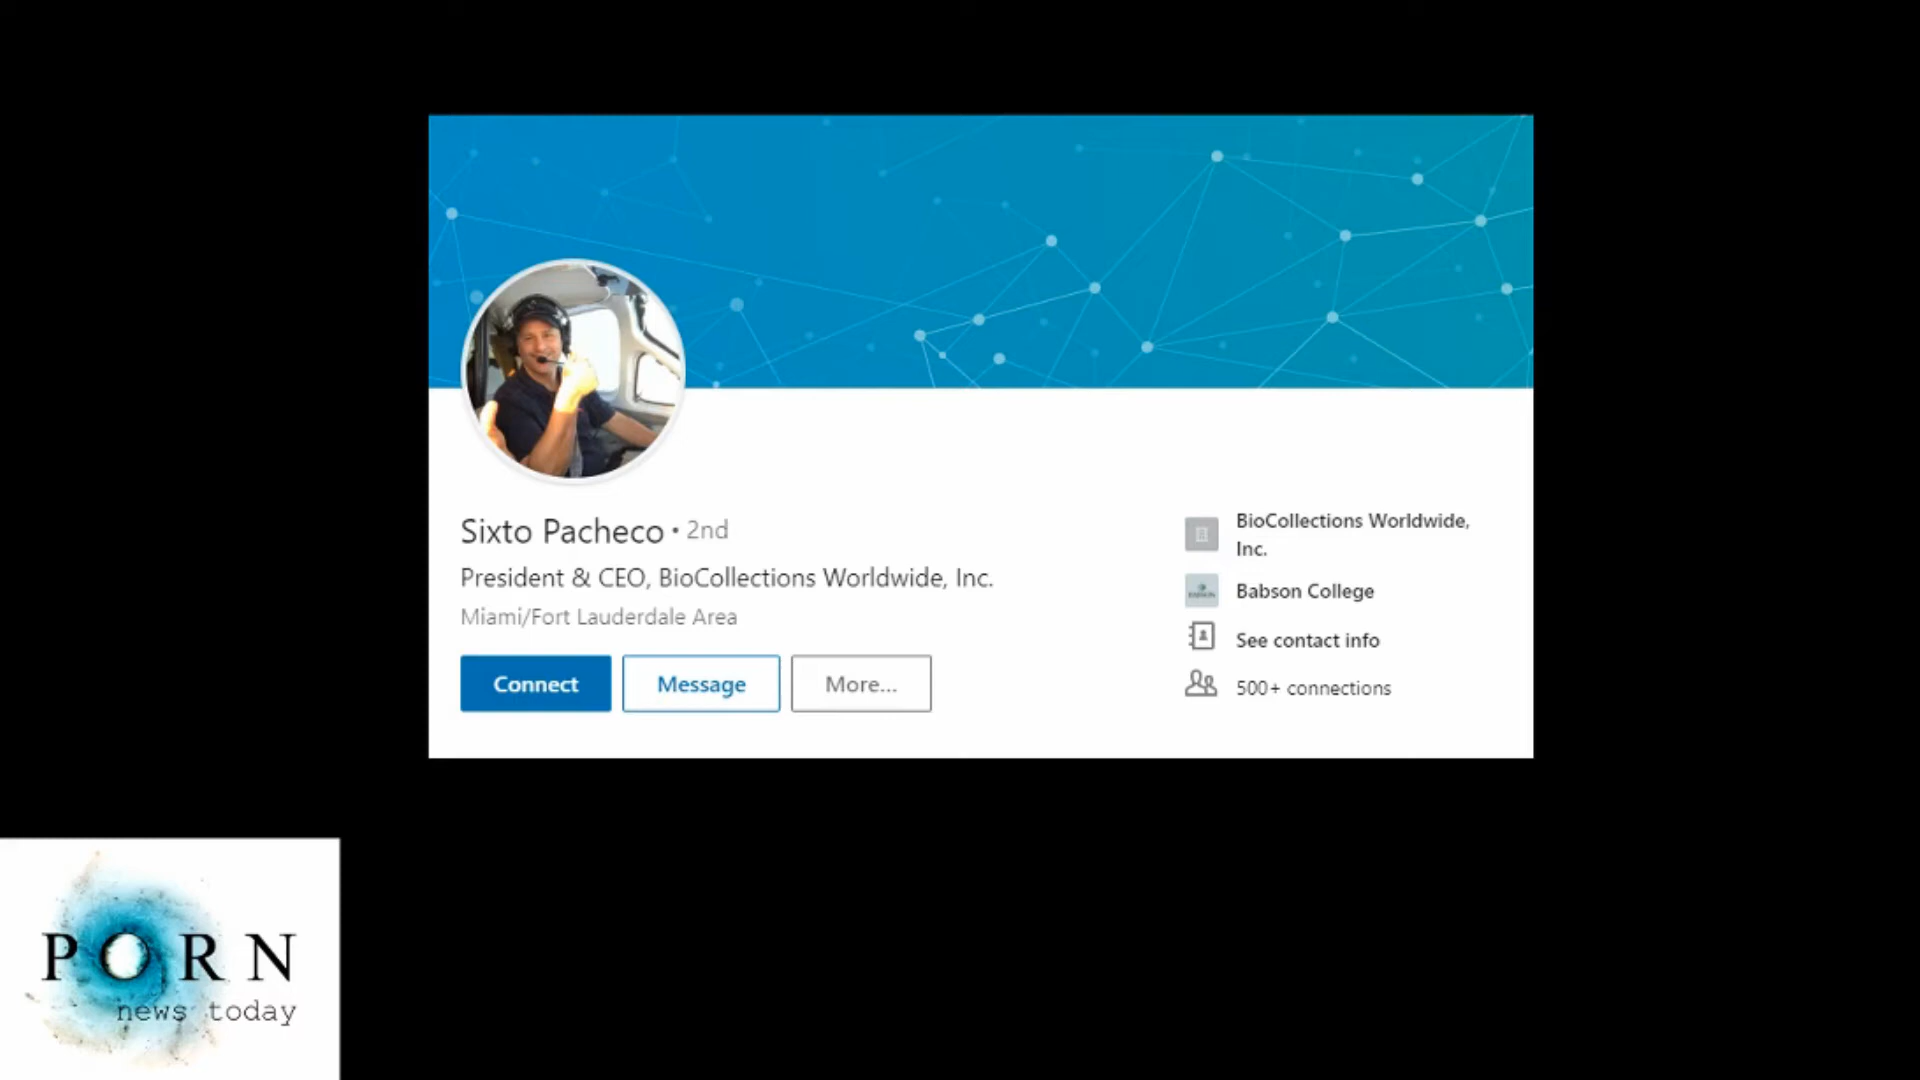 Sixto Pacheco • 2nd
President & CEO, BioCollections Worldwide, Inc.
Miami/Fort Lauderdale Area
Connect
Message
More...
BioCollections Worldwide,
Inc.
Babson College
See contact info
500+ connections
PORN
news today